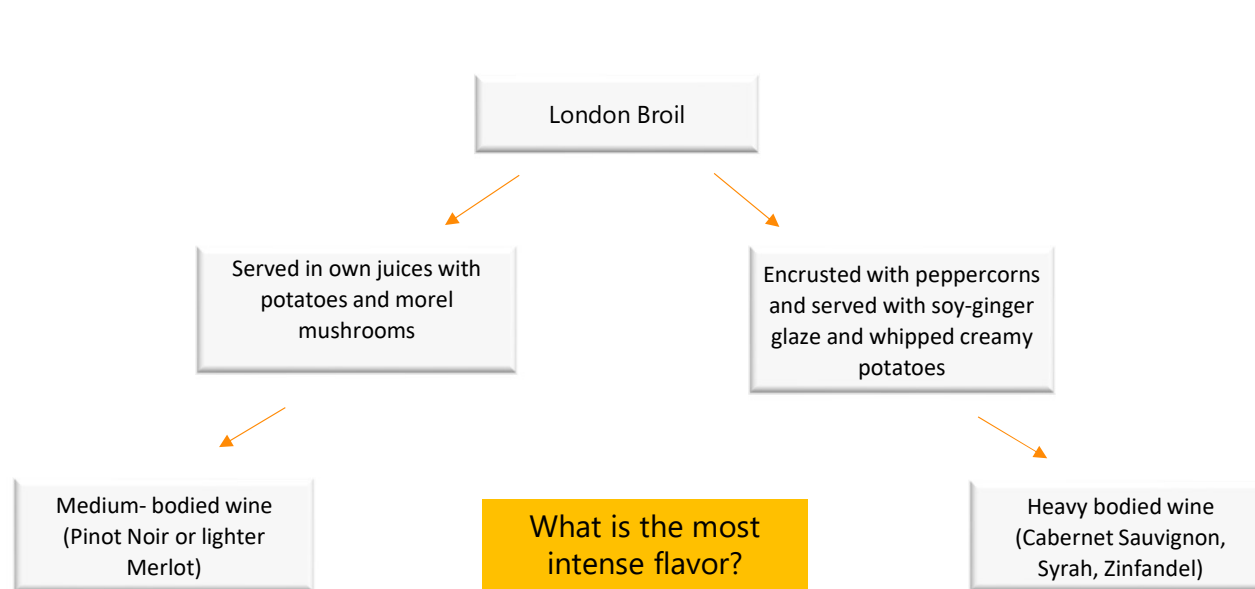 London Broil
Served in own juices with
potatoes and morel
mushrooms
Encrusted with peppercorns
and served with soy-ginger
glaze and whipped creamy
potatoes
Medium- bodied wine
(Pinot Noir or lighter
Merlot)
What is the most
intense flavor?
Heavy bodied wine
(Cabernet Sauvignon,
Syrah, Zinfandel)